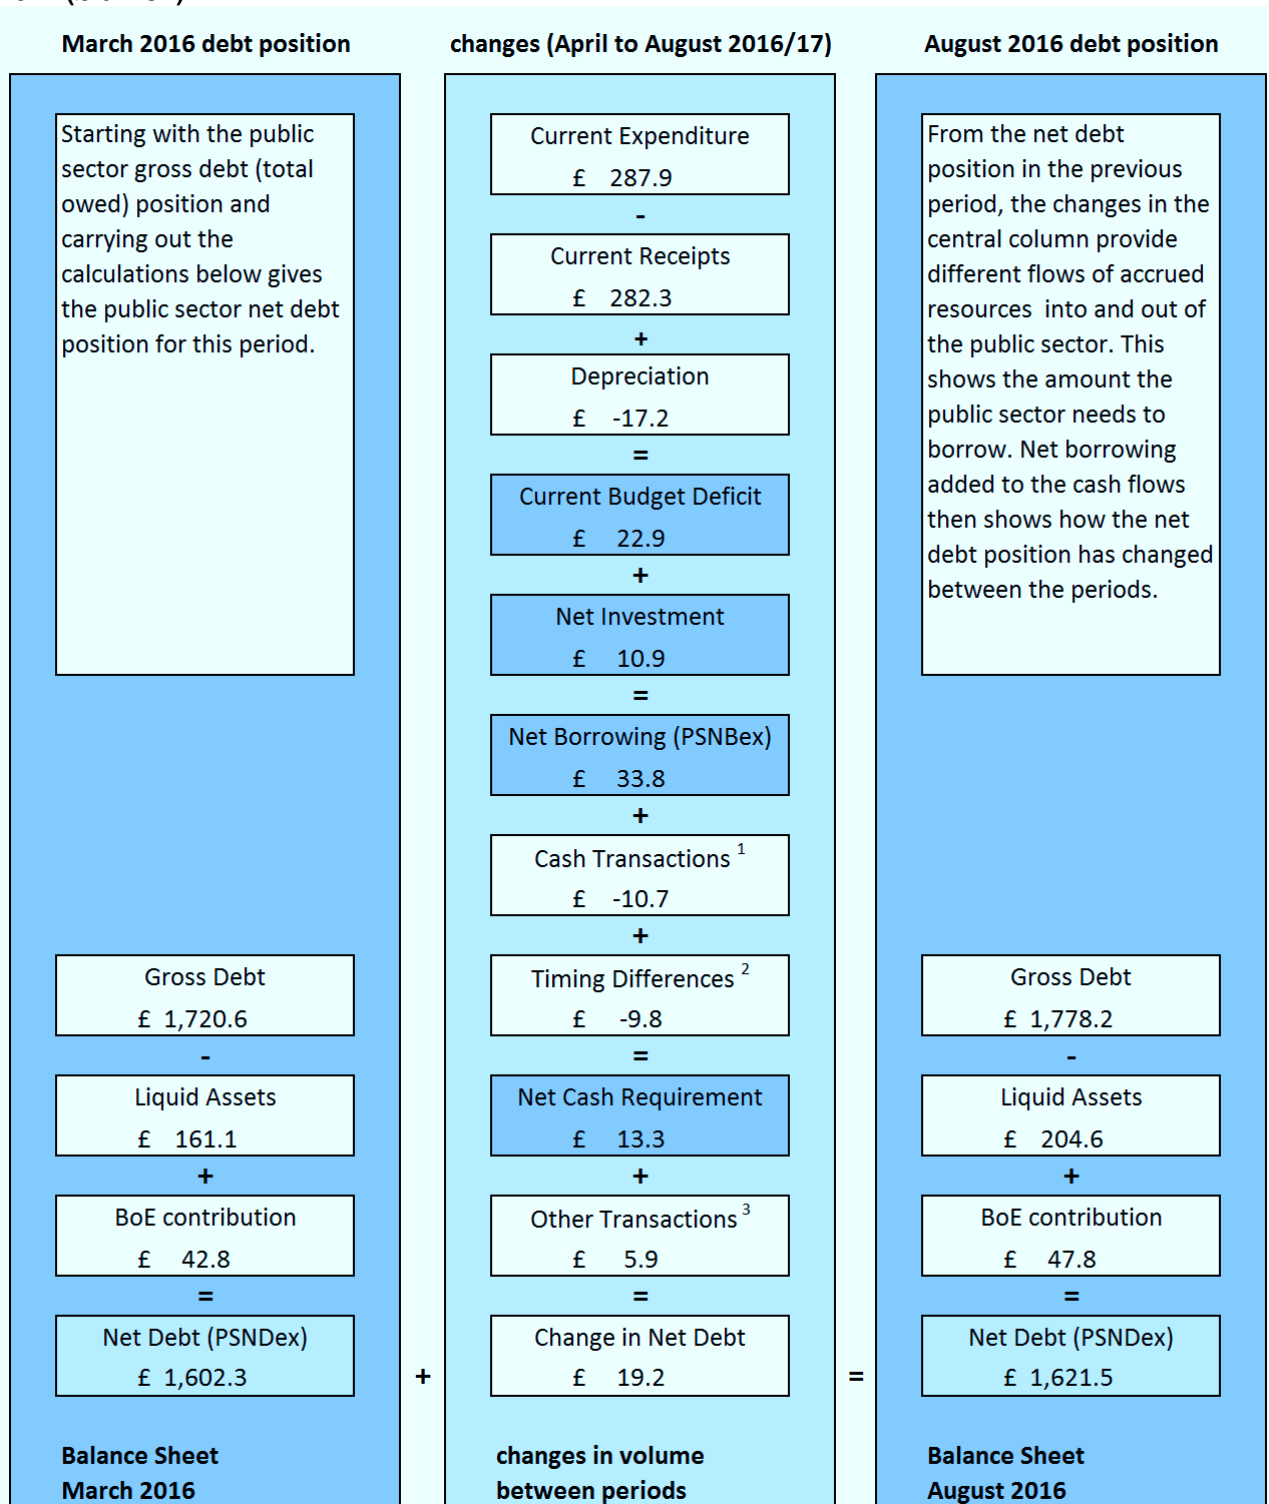 March 2016 debt position
Starting with the public
sector gross debt (total
owed) position and
carrying out the
calculations below gives
the public sector net debt
position for this period.
Gross Debt
£ 1,720.6
-
Liquid Assets
£ 161.1
+
BoE contribution
£ 42.8
=
Net Debt (PSNDex)
£ 1,602.3
Balance Sheet
March 2016
+
changes (April to August 2016/17)
Current Expenditure
£ 287.9
-
Current Receipts
£ 282.3
+
Depreciation
£ -17.2
=
Current Budget Deficit
£ 22.9
+
Net Investment
£ 10.9
=
Net Borrowing (PSNBex)
£ 33.8
+
Cash Transactions 1
£ -10.7
+
Timing Differences 2
£ -9.8
=
Net Cash Requirement
£ 13.3
+
Other Transactions 3
£ 5.9
=
Change in Net Debt
£ 19.2
changes in volume
between periods
=
August 2016 debt position
From the net debt
position in the previous
period, the changes in the
central column provide
different flows of accrued
resources into and out of
the public sector. This
shows the amount the
public sector needs to
borrow. Net borrowing
added to the cash flows
then shows how the net
debt position has changed
between the periods.
Gross Debt
£ 1,778.2
-
Liquid Assets
£ 204.6
+
BoE contribution
£ 47.8
=
Net Debt (PSNDex)
£ 1,621.5
Balance Sheet
August 2016